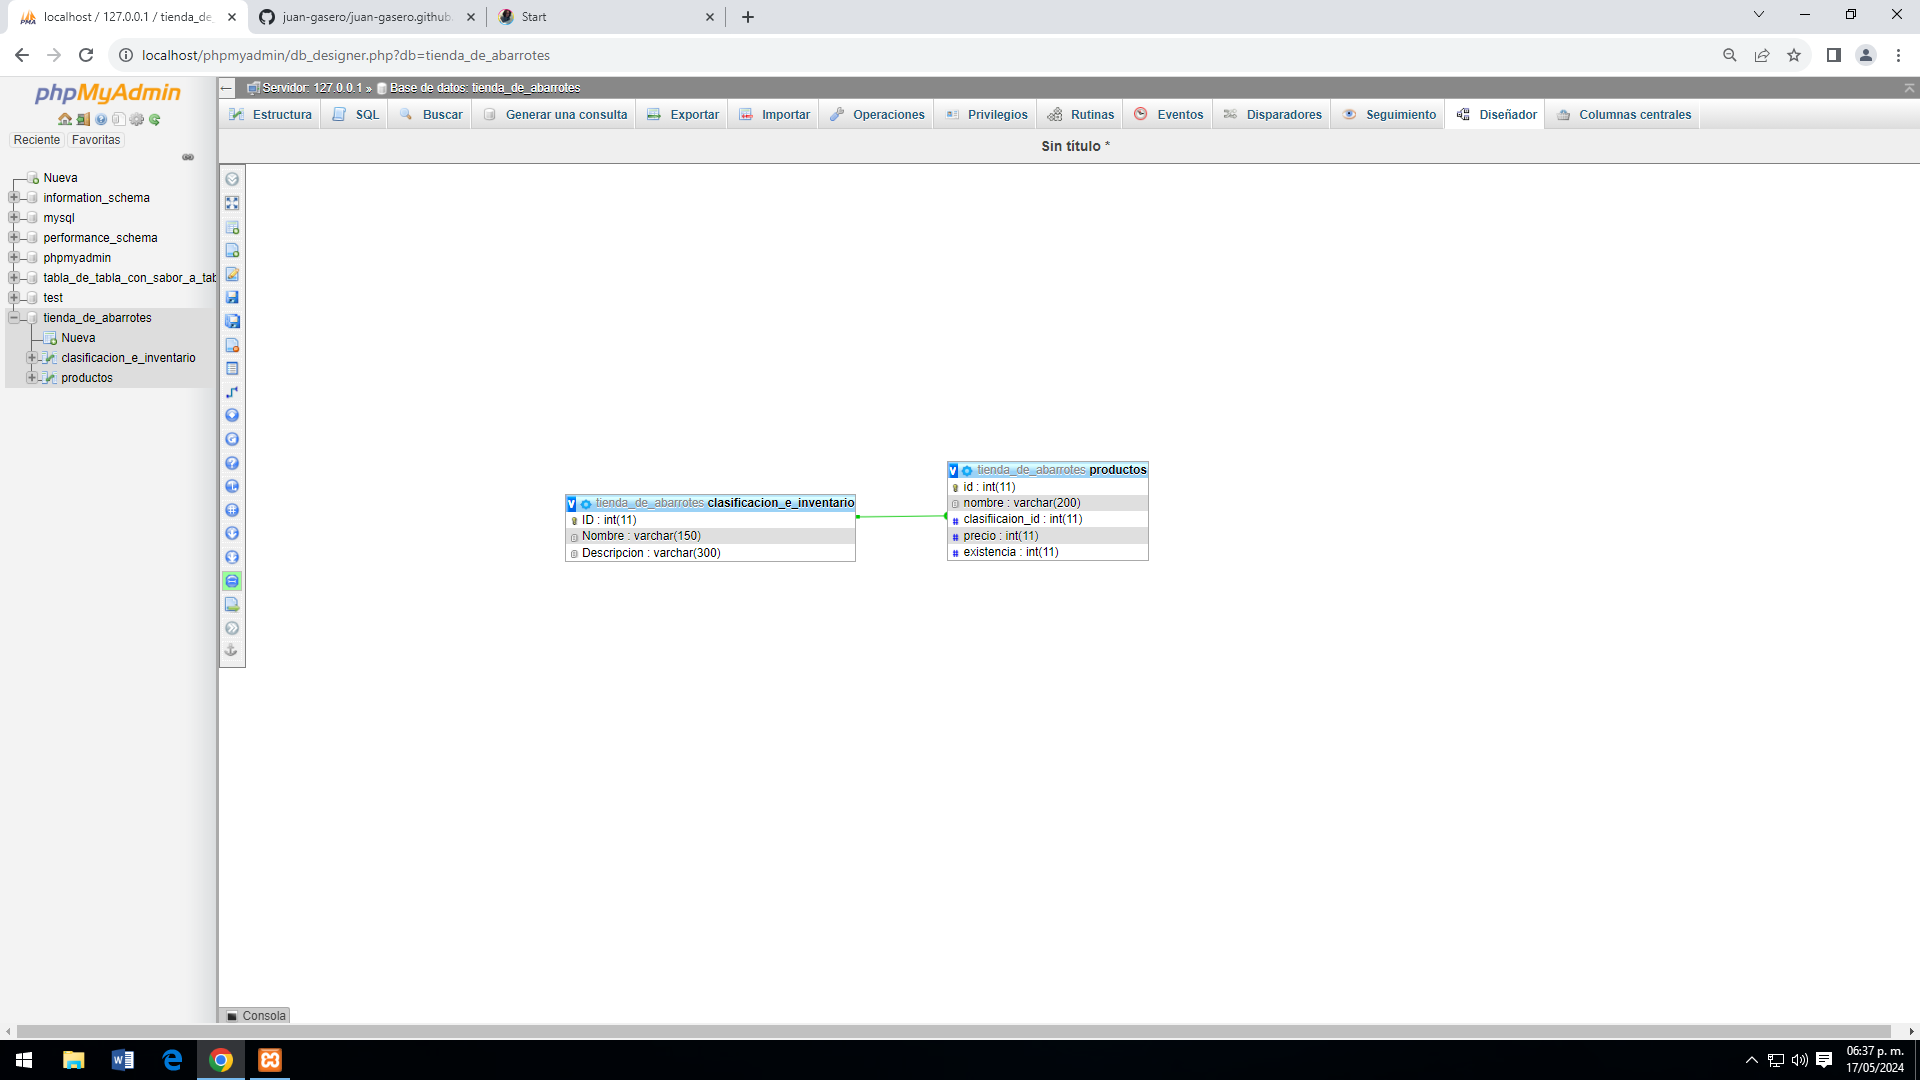 localhost / 127.0.0.1 / tienda_de_
juan-gasero/juan-gasero.github.
Start
localhost/phpmyadmin/db_designer.php?db=tienda_de_abarrotes
phpMyAdmin
Reciente Favoritas
Nueva
information_schema
mysql
performance_schema
phpmyadmin
tabla_de_tabla_con_sabor_a_tab
test
tienda_de_abarrotes
Nueva
clasificacion_e_inventario
productos
Servidor: 127.0.0.1 » Base de datos: tienda_de_abarrotes
Estructura SQL Buscar Generar una consulta Exportar Importar Operaciones Privilegios Rutinas Eventos Disparadores Seguimiento Diseñador Columnas centrales
Sin título *
v tienda_de_abarrotes clasificacion_e_inventario
ID : int(11)
Nombre : varchar(150)
Descripcion : varchar(300)
v tienda_de_abarrotes productos
id : int(11)
nombre : varchar(200)
# clasifiicaion_id : int(11)
# precio : int(11)
# existencia : int(11)
Consola
06:37 p. m.
17/05/2024